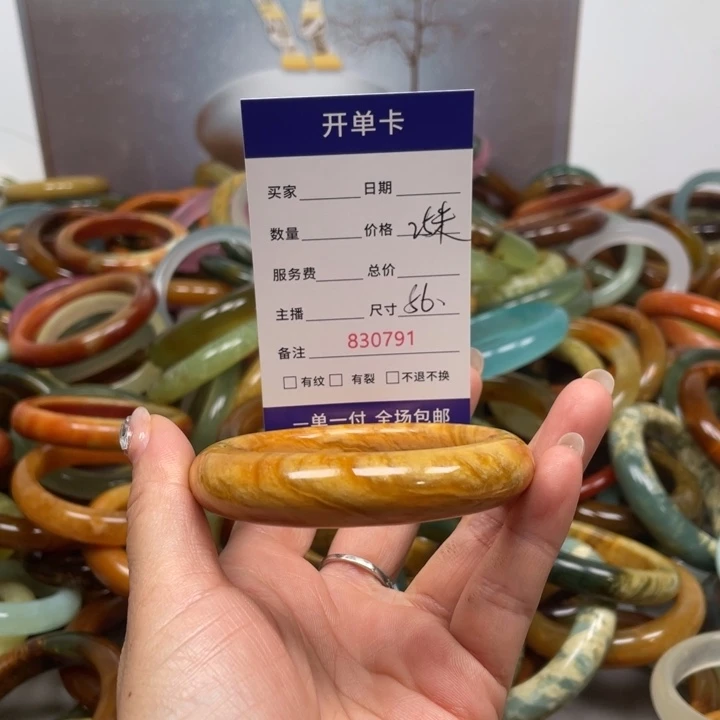 开单卡
买家 日期
数量 价格
服务费 总价
主播 尺寸 56
830791
备注
有纹 有裂 不退不换
一单一付 全场包邮